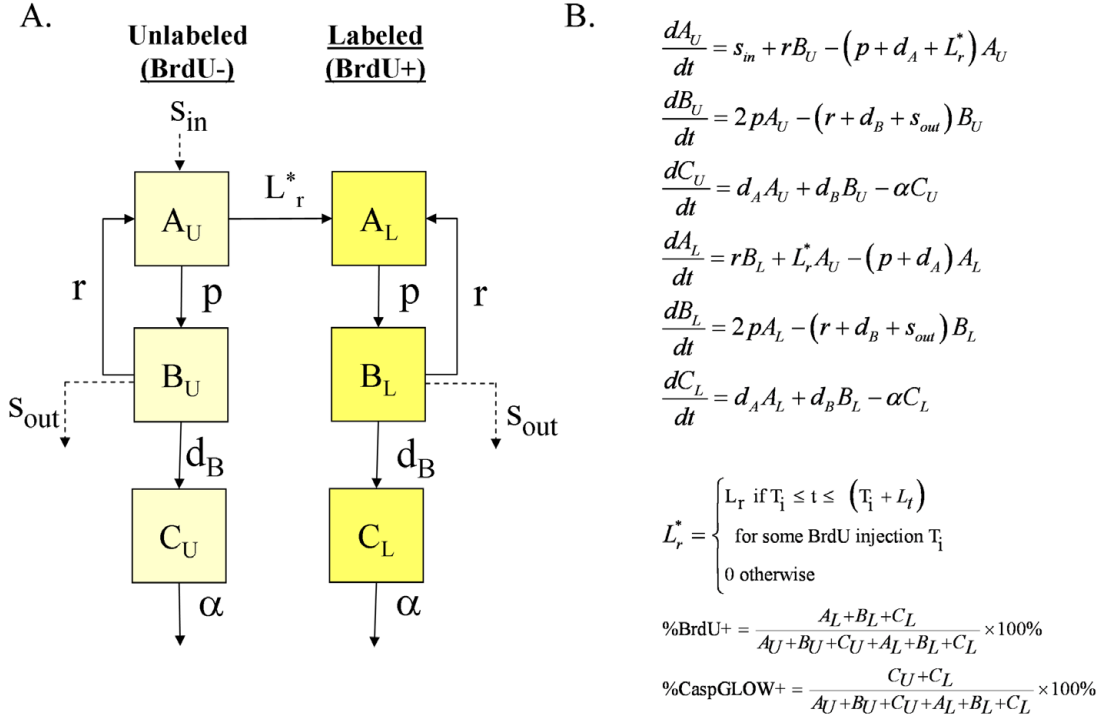 A.
Unlabeled
(BrdU-)
Labeled
(BrdU+)
s_in
A_U
L*_r
A_L
r
p
p
r
B_U
B_L
s_out
s_out
d_B
d_B
C_U
C_L
α
α
B.
dA_U/dt = s_in + rB_U − (p + d_A + L*_r) A_U
dB_U/dt = 2pA_U − (r + d_B + s_out) B_U
dC_U/dt = d_A A_U + d_B B_U − αC_U
dA_L/dt = rB_L + L*_r A_U − (p + d_A) A_L
dB_L/dt = 2pA_L − (r + d_B + s_out) B_L
dC_L/dt = d_A A_L + d_B B_L − αC_L
L*_r = { L_r if T_i ≤ t ≤ (T_i + L_t)
for some BrdU injection T_i
0 otherwise
%BrdU+ = (A_L+B_L+C_L)/(A_U+B_U+C_U+A_L+B_L+C_L) ×100%
%CaspGLOW+ = (C_U+C_L)/(A_U+B_U+C_U+A_L+B_L+C_L) ×100%